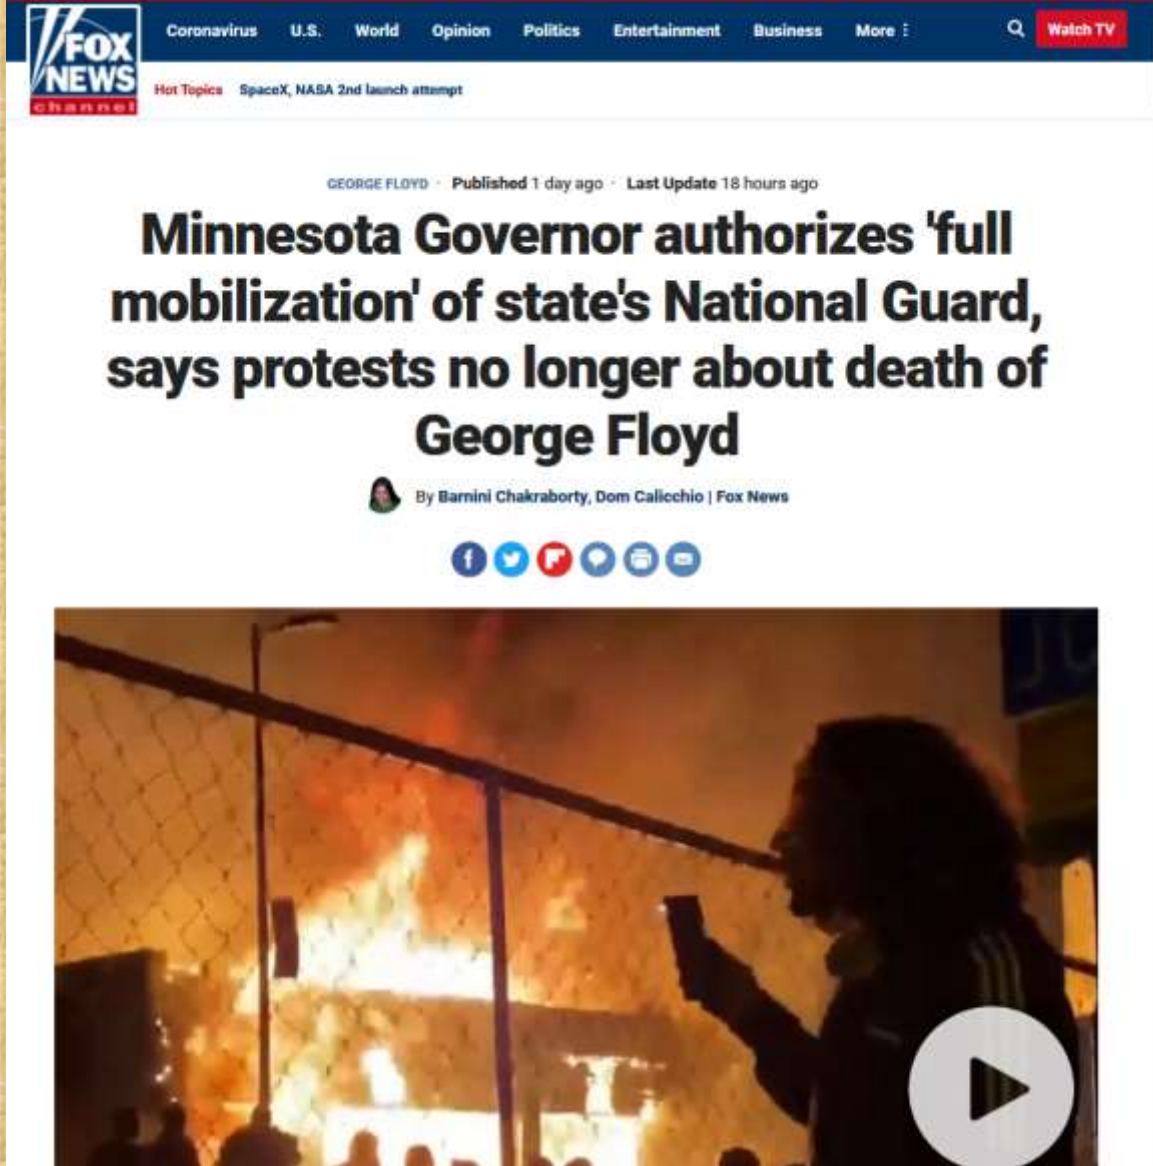 FOX
NEWS
channel
Coronavirus U.S. World Opinion Politics Entertainment Business More Watch TV
Hot Topics SpaceX, NASA 2nd launch attempt
GEORGE FLOYD · Published 1 day ago · Last Update 18 hours ago
Minnesota Governor authorizes 'full
mobilization' of state's National Guard,
says protests no longer about death of
George Floyd
By Barnini Chakraborty, Dom Calicchio | Fox News